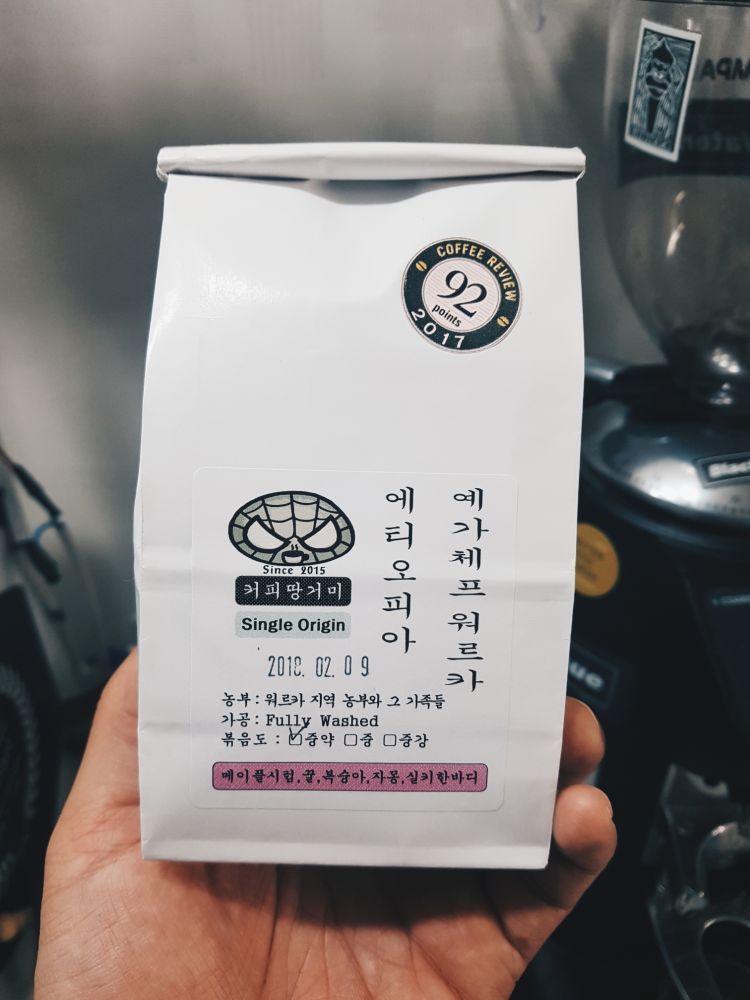 COFFEE REVIEW
92
points
2017
에티오피아
예가체프 워르카
Since 2015
커피땅거미
Single Origin
2018. 02. 09
농부 : 워르카 지역 농부와 그 가족들
가공 : Fully Washed
볶음도 : ☑중약 ☐중 ☐중강
메이플시럽,꿀,복숭아,자몽,실키한바디